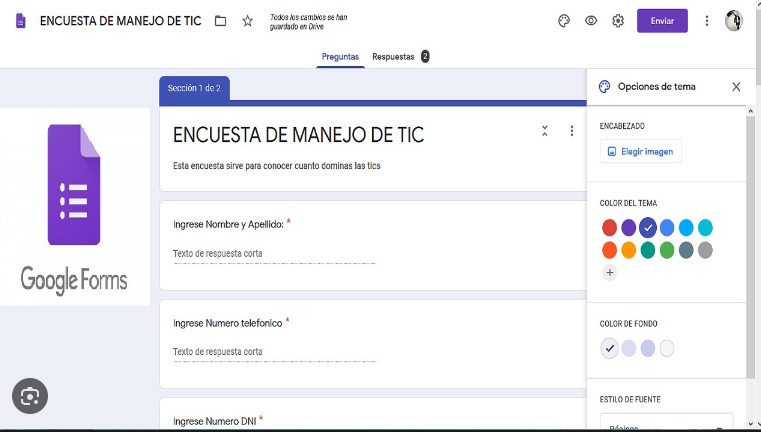 ENCUESTA DE MANEJO DE TIC
Todos los cambios se han
guardado en Drive
Enviar
Preguntas
Respuestas 2
Sección 1 de 2
ENCUESTA DE MANEJO DE TIC
Esta encuesta sirve para conocer cuanto dominas las tics
Ingrese Nombre y Apellido: *
Texto de respuesta corta
Ingrese Numero telefonico *
Texto de respuesta corta
Ingrese Numero DNI *
Google Forms
Opciones de tema
ENCABEZADO
Elegir imagen
COLOR DEL TEMA
COLOR DE FONDO
ESTILO DE FUENTE